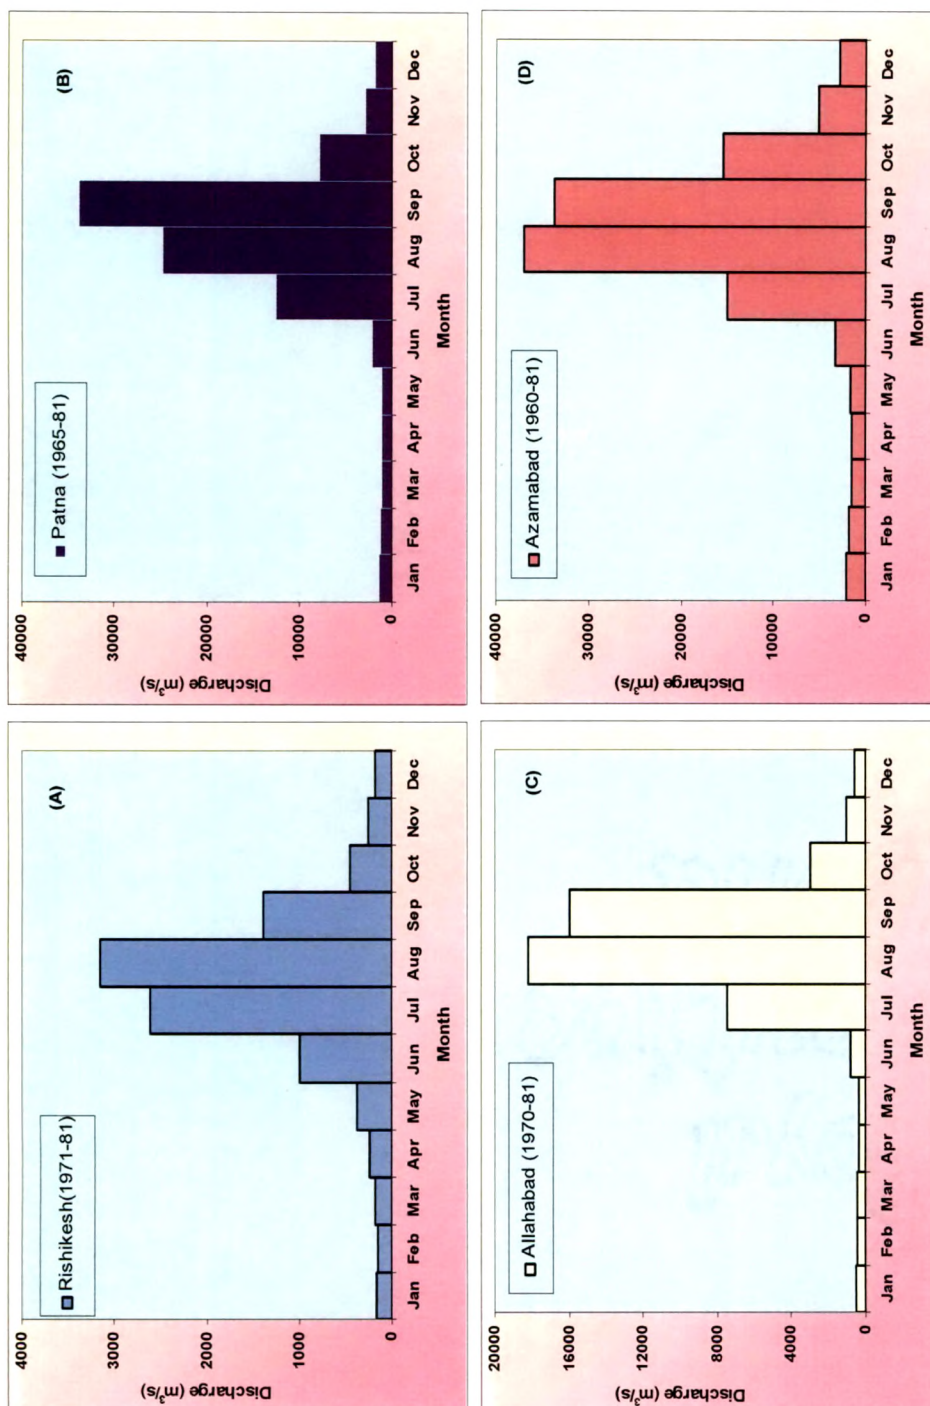 4000
3000
2000
1000
0
Discharge (m³/s)
Rishikesh(1971-81)
(A)
Jan Feb Mar Apr May Jun Jul Aug Sep Oct Nov Dec
Month
40000
30000
20000
10000
0
Discharge (m³/s)
Patna (1965-81)
(B)
Jan Feb Mar Apr May Jun Jul Aug Sep Oct Nov Dec
Month
20000
16000
12000
8000
4000
0
Discharge (m³/s)
Allahabad (1970-81)
(C)
Jan Feb Mar Apr May Jun Jul Aug Sep Oct Nov Dec
Month
40000
30000
20000
10000
0
Discharge (m³/s)
Azamabad (1960-81)
(D)
Jan Feb Mar Apr May Jun Jul Aug Sep Oct Nov Dec
Month